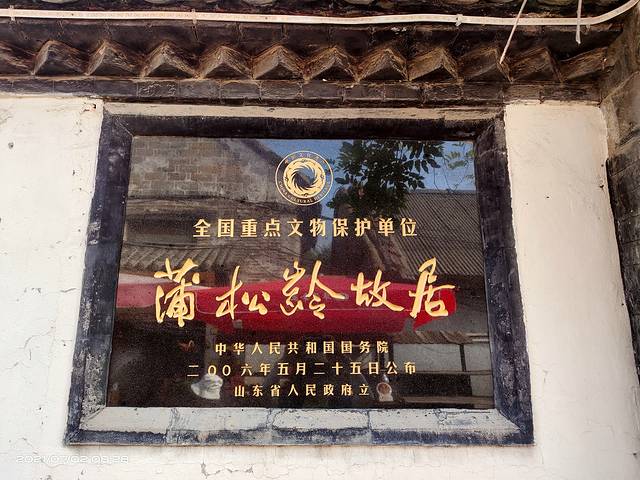 全国重点文物保护单位
蒲松龄故居
中华人民共和国国务院
二〇〇六年五月二十五日公布
山东省人民政府立